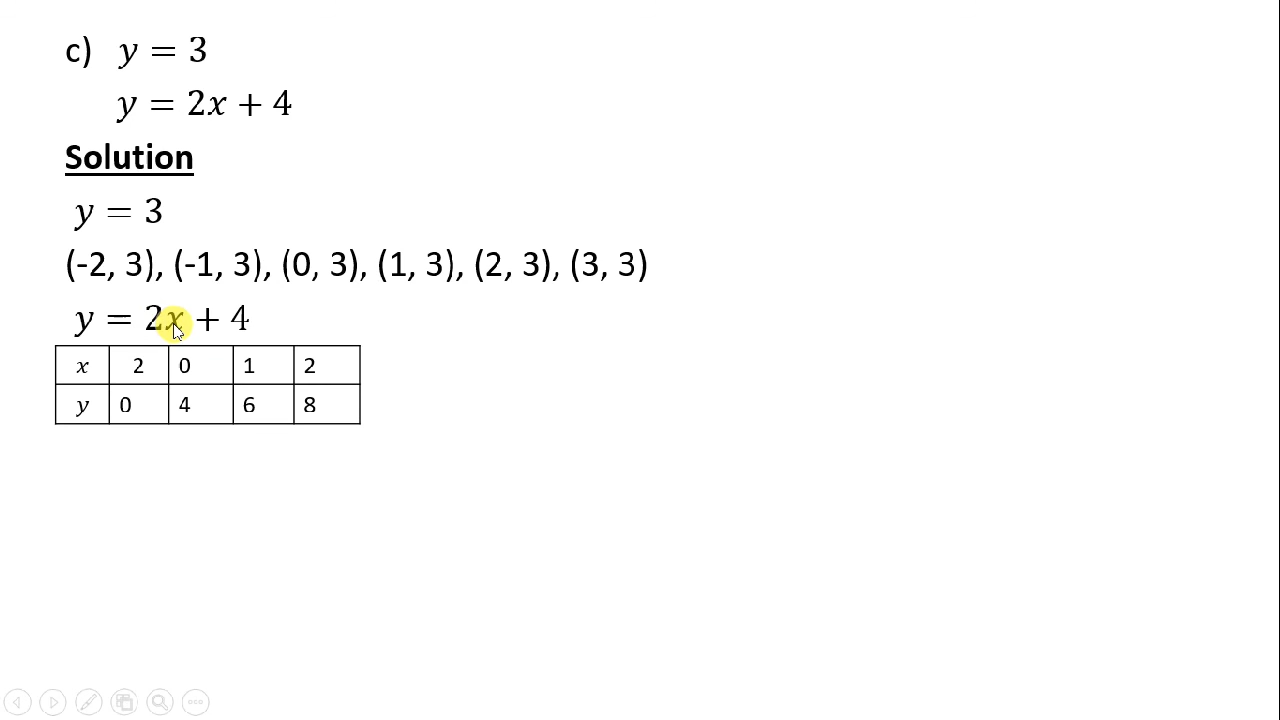 c) y = 3
y = 2x + 4
Solution
y = 3
(-2, 3), (-1, 3), (0, 3), (1, 3), (2, 3), (3, 3)
y = 2x + 4
x 2 0 1 2
y 0 4 6 8